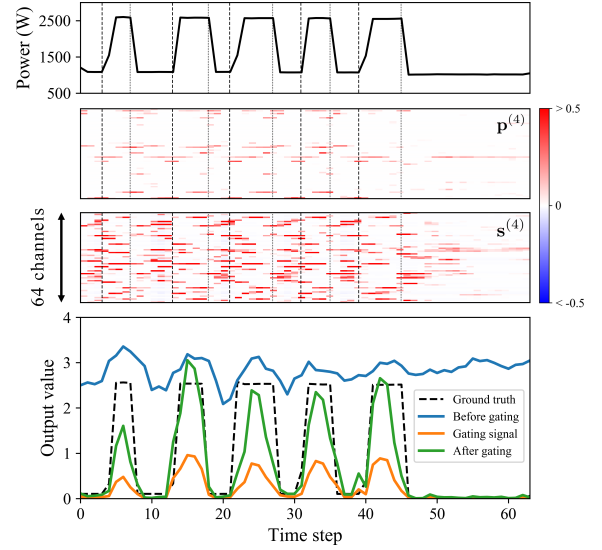 Power (W)
2500
1500
500
p(4)
> 0.5
0
< -0.5
64 channels
s(4)
Output value
4
3
2
1
0
Ground truth
Before gating
Gating signal
After gating
0 10 20 30 40 50 60
Time step